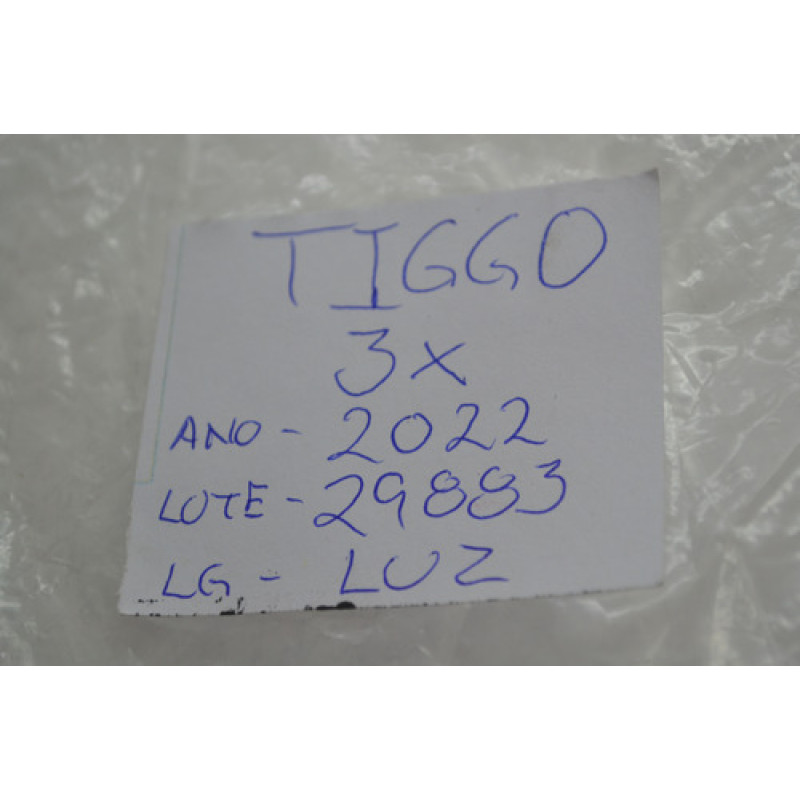 TIGGO
3X
ANO - 2022
LOTE - 29883
LG - LUZ